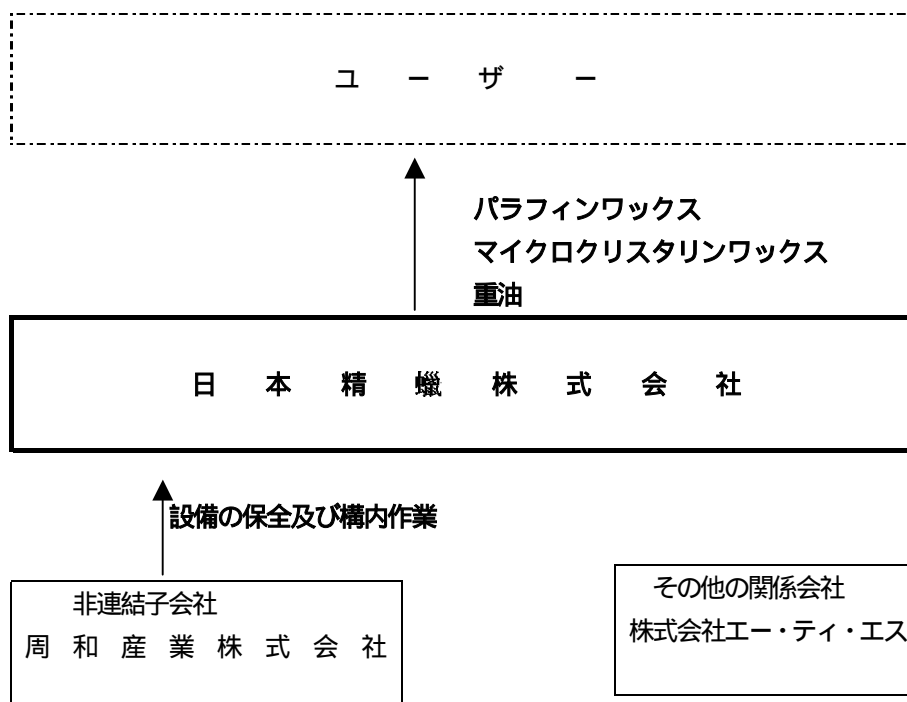 ユーザー
パラフィンワックス
マイクロクリスタリンワックス
重油
日本精蠟株式会社
設備の保全及び構内作業
非連結子会社
周和産業株式会社
その他の関係会社
株式会社エー・ティ・エス